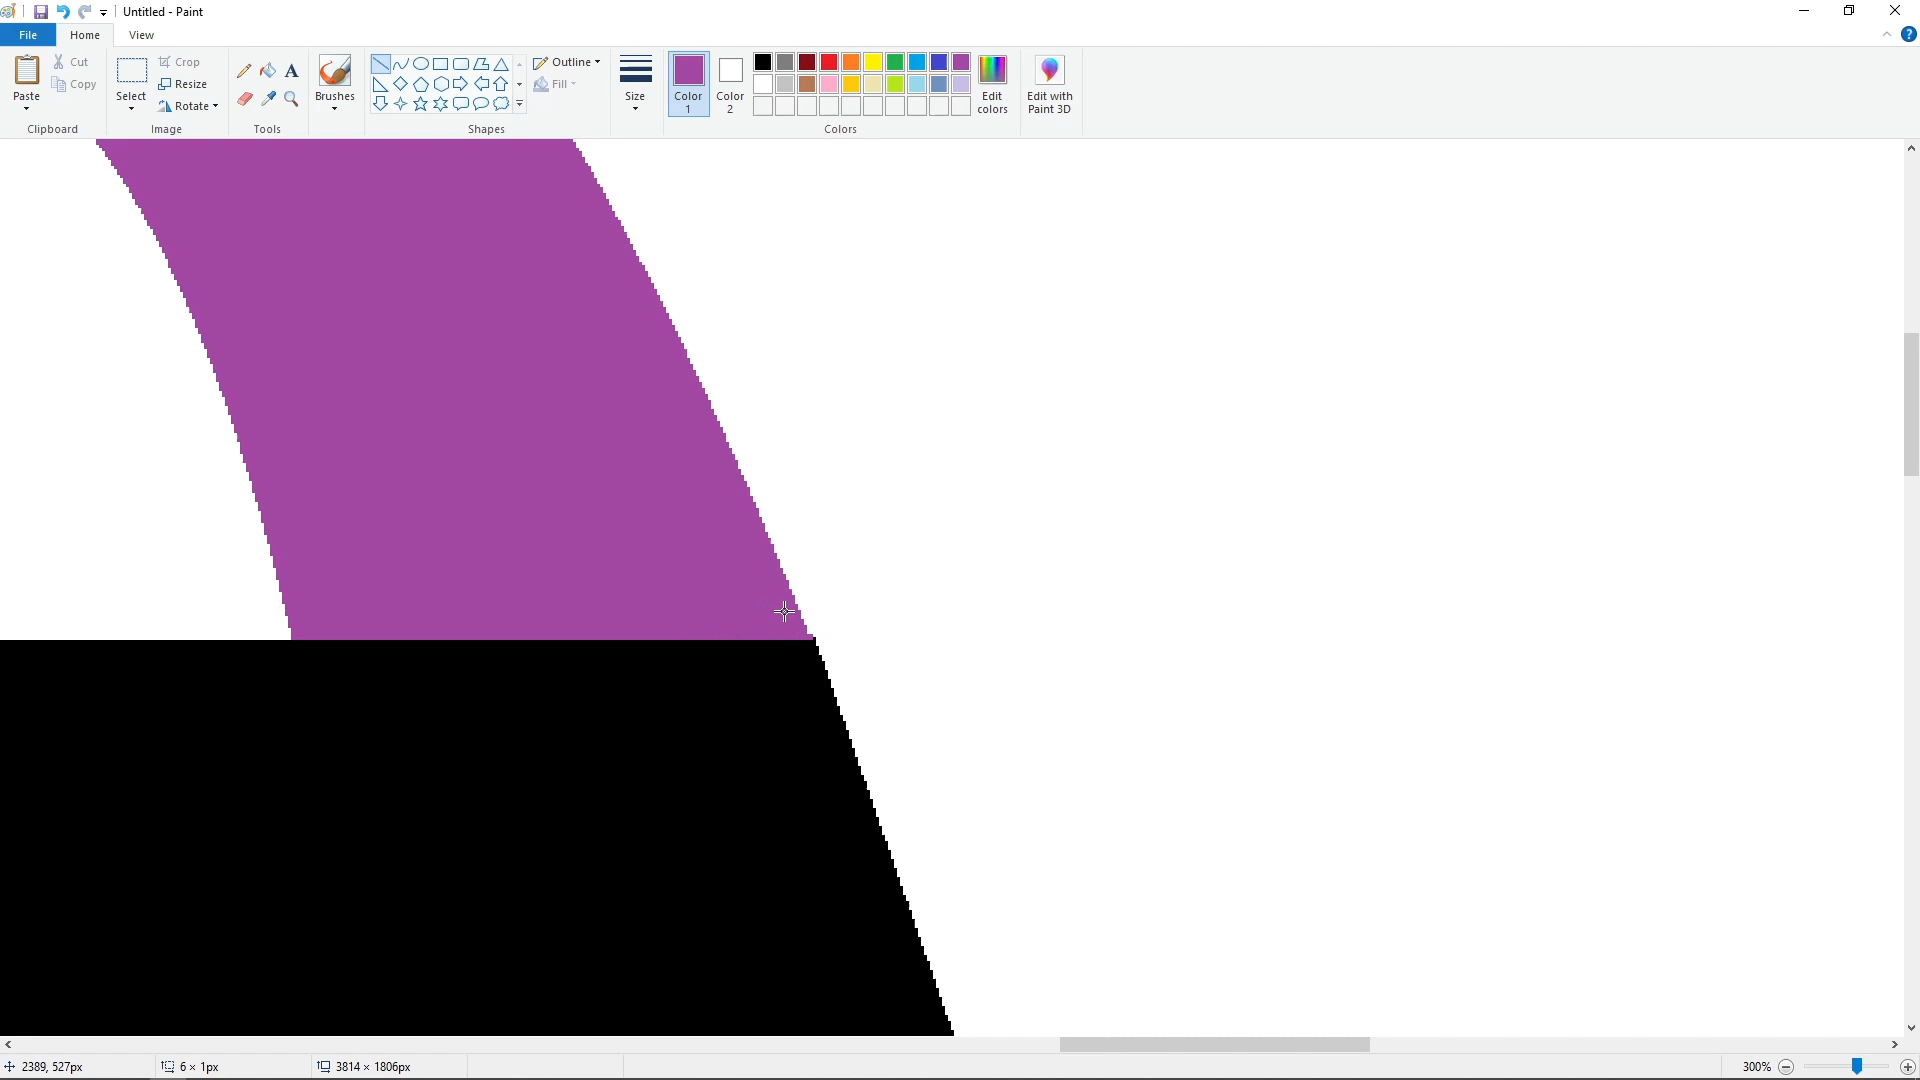 Untitled - Paint
File Home View
Paste
Cut
Copy
Clipboard
Select
Crop
Resize
Rotate
Image
A
Tools
Brushes
Outline
Fill
Shapes
Size
Color 1
Color 2
Edit colors
Colors
Edit with Paint 3D
2389, 527px
6 × 1px
3814 × 1806px
300%